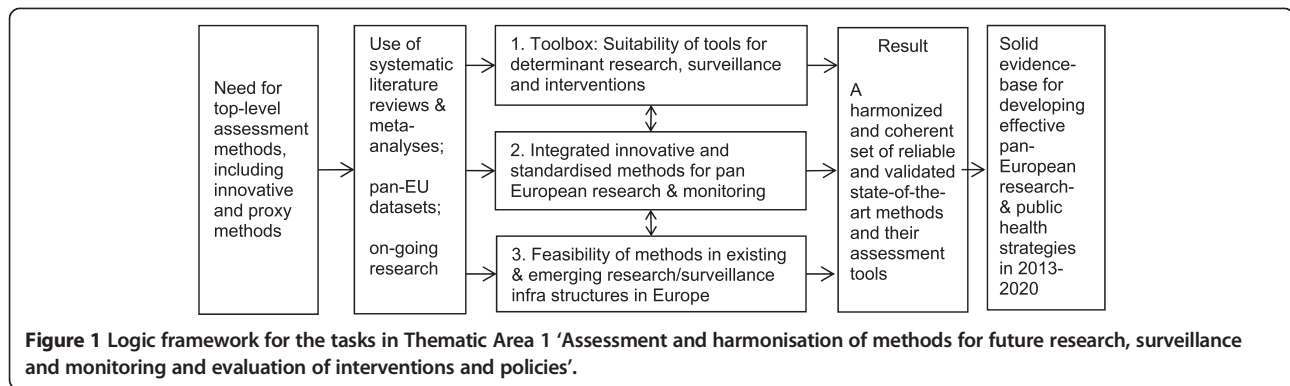 Need for
top-level
assessment
methods,
including
innovative
and proxy
methods
Use of
systematic
literature
reviews &
meta-
analyses;
pan-EU
datasets;
on-going
research
1. Toolbox: Suitability of tools for
determinant research, surveillance
and interventions
2. Integrated innovative and
standardised methods for pan
European research & monitoring
3. Feasibility of methods in existing
& emerging research/surveillance
infra structures in Europe
Result
A
harmonized
and coherent
set of reliable
and validated
state-of-the-
art methods
and their
assessment
tools
Solid
evidence-
base for
developing
effective
pan-
European
research-
& public
health
strategies
in 2013-
2020
Figure 1 Logic framework for the tasks in Thematic Area 1 ‘Assessment and harmonisation of methods for future research, surveillance
and monitoring and evaluation of interventions and policies’.